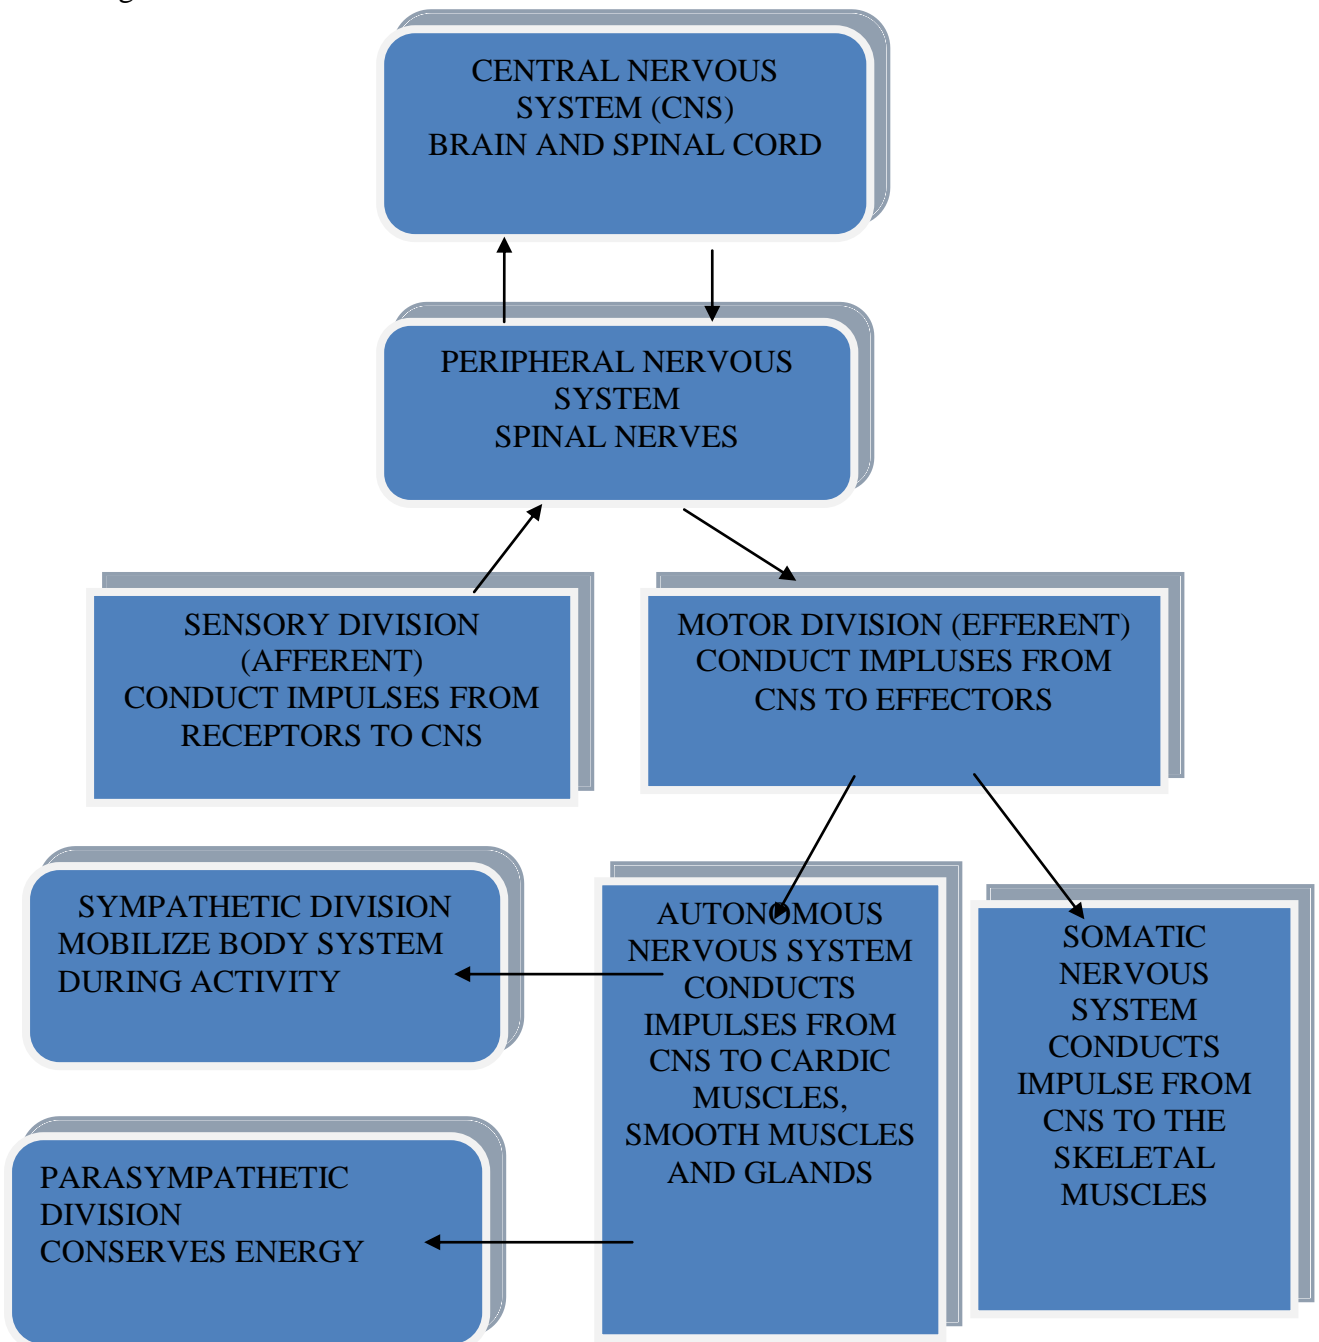 CENTRAL NERVOUS
SYSTEM (CNS)
BRAIN AND SPINAL CORD
PERIPHERAL NERVOUS
SYSTEM
SPINAL NERVES
SENSORY DIVISION
(AFFERENT)
CONDUCT IMPULSES FROM
RECEPTORS TO CNS
MOTOR DIVISION (EFFERENT)
CONDUCT IMPLUSES FROM
CNS TO EFFECTORS
SYMPATHETIC DIVISION
MOBILIZE BODY SYSTEM
DURING ACTIVITY
PARASYMPATHETIC
DIVISION
CONSERVES ENERGY
AUTONOMOUS
NERVOUS SYSTEM
CONDUCTS
IMPULSES FROM
CNS TO CARDIC
MUSCLES,
SMOOTH MUSCLES
AND GLANDS
SOMATIC
NERVOUS
SYSTEM
CONDUCTS
IMPULSE FROM
CNS TO THE
SKELETAL
MUSCLES